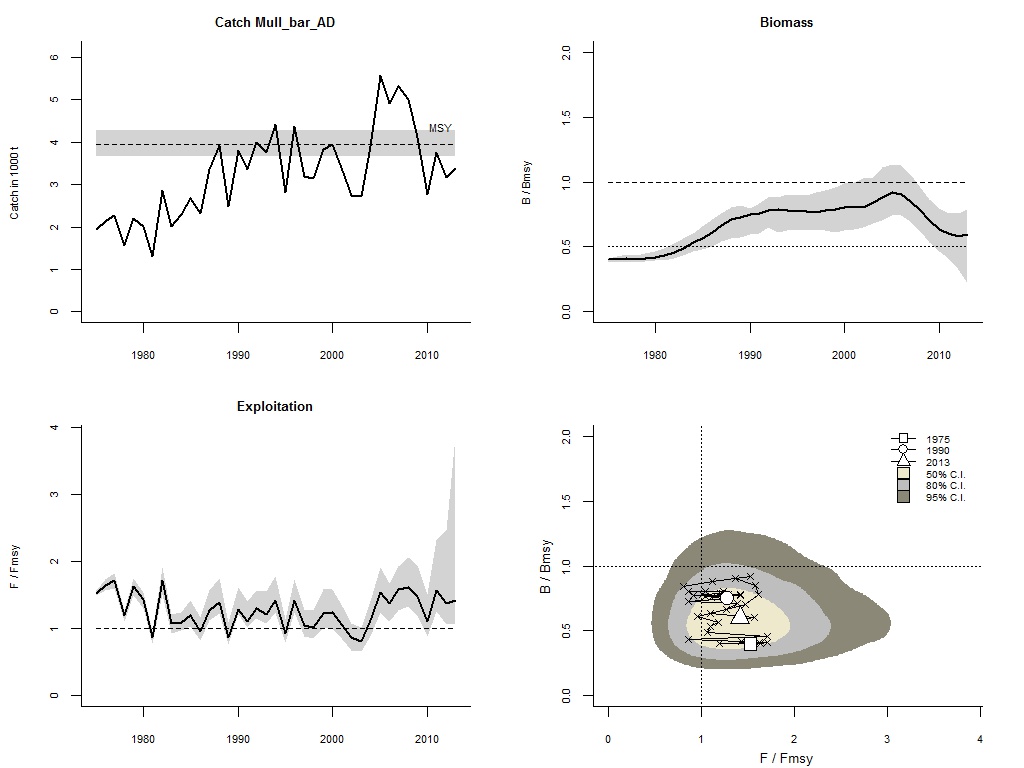 Catch Mull_bar_AD
Catch in 1000 t
6
5
4
3
2
1
0
MSY
1980 1990 2000 2010
Biomass
B / Bmsy
2.0
1.5
1.0
0.5
0.0
1980 1990 2000 2010
Exploitation
F / Fmsy
4
3
2
1
0
1980 1990 2000 2010
B / Bmsy
2.0
1.5
1.0
0.5
0.0
1975
1990
2013
50% C.I.
80% C.I.
95% C.I.
0 1 2 3 4
F / Fmsy